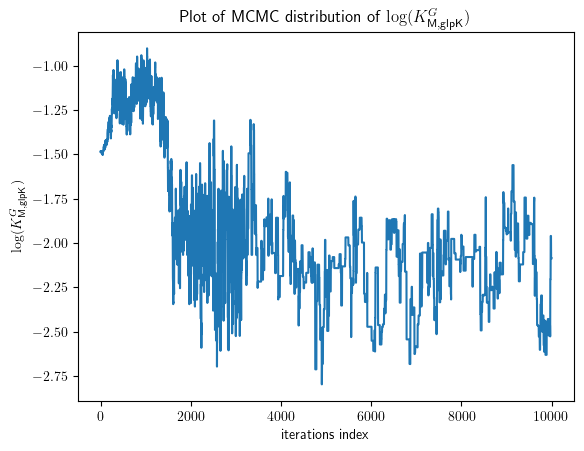 Plot of MCMC distribution of log(K^G_M,glpK)
−1.00
−1.25
−1.50
−1.75
−2.00
−2.25
−2.50
−2.75
log(K^G_M,glpK)
0 2000 4000 6000 8000 10000
iterations index